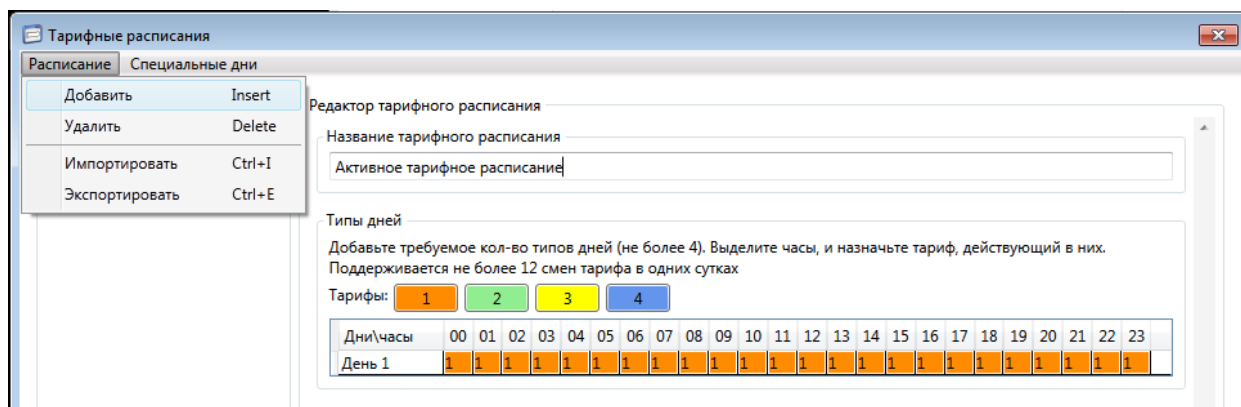 Тарифные расписания
Расписание Специальные дни
Добавить Insert
Удалить Delete
Импортировать Ctrl+I
Экспортировать Ctrl+E
Редактор тарифного расписания
Название тарифного расписания
Активное тарифное расписание
Типы дней
Добавьте требуемое кол-во типов дней (не более 4). Выделите часы, и назначьте тариф, действующий в них.
Поддерживается не более 12 смен тарифа в одних сутках
Тарифы: 1 2 3 4
Дни\часы 00 01 02 03 04 05 06 07 08 09 10 11 12 13 14 15 16 17 18 19 20 21 22 23
День 1 1 1 1 1 1 1 1 1 1 1 1 1 1 1 1 1 1 1 1 1 1 1 1 1